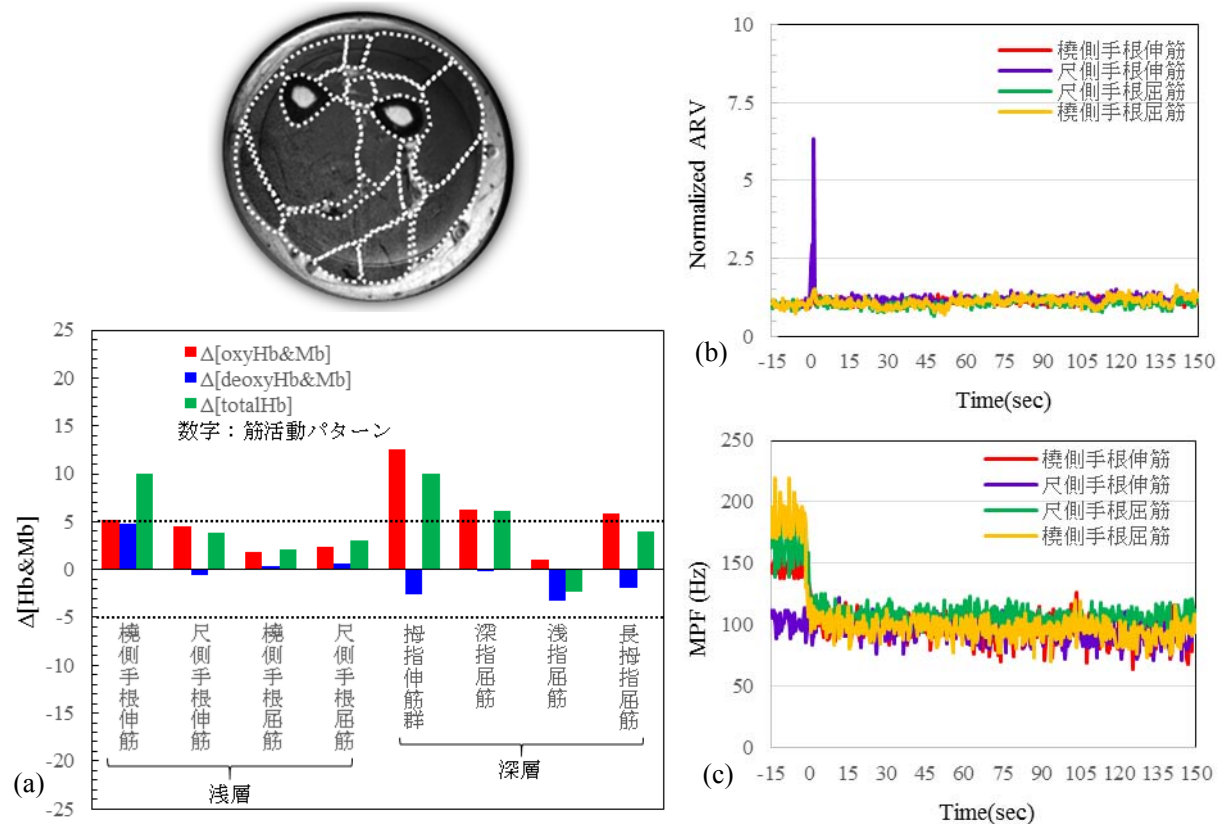 25
20
15
10
5
0
-5
-10
-15
-20
-25
Δ[Hb&Mb]
Δ[oxyHb&Mb]
Δ[deoxyHb&Mb]
Δ[totalHb]
数字：筋活動パターン
橈側手根伸筋
尺側手根伸筋
橈側手根屈筋
尺側手根屈筋
拇指伸筋群
深指屈筋
浅指屈筋
長拇指屈筋
浅層
深層
(a)
10
7.5
5
2.5
0
Normalized ARV
橈側手根伸筋
尺側手根伸筋
尺側手根屈筋
橈側手根屈筋
-15 0 15 30 45 60 75 90 105 120 135 150
Time(sec)
(b)
250
200
150
100
50
0
MPF (Hz)
橈側手根伸筋
尺側手根伸筋
尺側手根屈筋
橈側手根屈筋
-15 0 15 30 45 60 75 90 105 120 135 150
Time(sec)
(c)